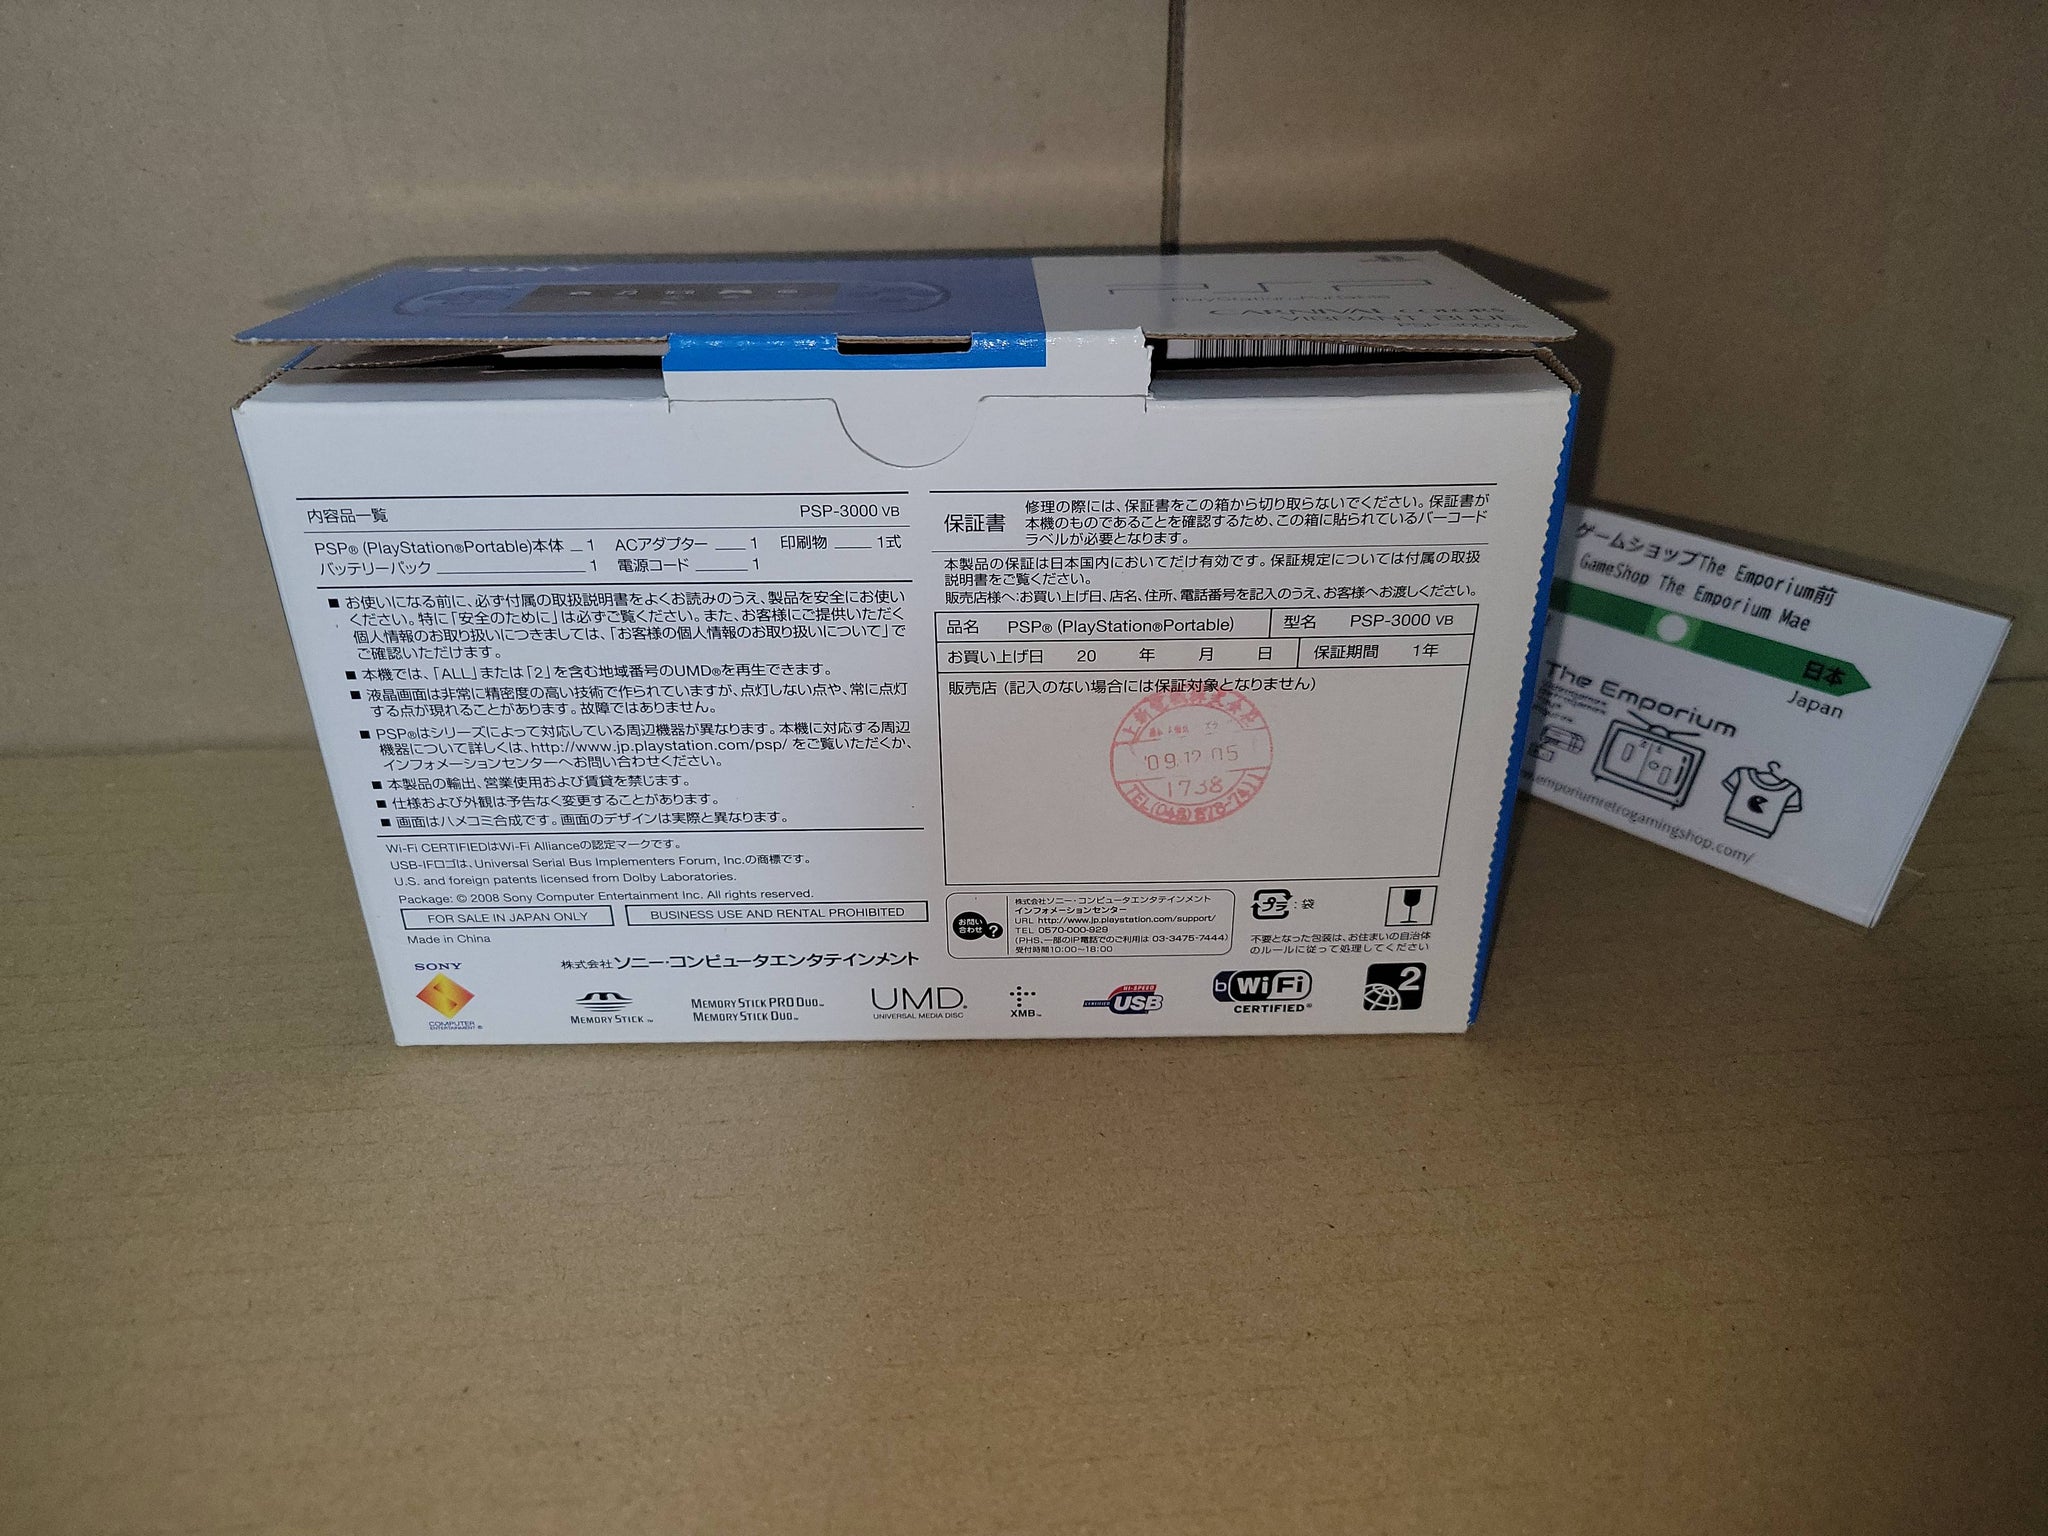 SONY
PlayStation®Portable
CARNIVAL COLORS
VIBRANT BLUE
PSP-3000 VB
内容品一覧 PSP-3000 VB
PSP® (PlayStation®Portable)本体 1 ACアダプター 1 印刷物 1式
バッテリーパック 1 電源コード 1
■ お使いになる前に、必ず付属の取扱説明書をよくお読みのうえ、製品を安全にお使い
ください。特に「安全のために」は必ずご覧ください。また、お客様にご提供いただく
個人情報のお取り扱いにつきましては、「お客様の個人情報のお取り扱いについて」で
ご確認いただけます。
■ 本機では、「ALL」または「2」を含む地域番号のUMD®を再生できます。
■ 液晶画面は非常に精密度の高い技術で作られていますが、点灯しない点や、常に点灯
する点が現れることがあります。故障ではありません。
■ PSP®はシリーズによって対応している周辺機器が異なります。本機に対応する周辺
機器について詳しくは、http://www.jp.playstation.com/psp/ をご覧いただくか、
インフォメーションセンターへお問い合わせください。
■ 本製品の輸出、営業使用および賃貸を禁じます。
■ 仕様および外観は予告なく変更することがあります。
■ 画面はハメコミ合成です。画面のデザインは実際と異なります。
Wi-Fi CERTIFIEDはWi-Fi Allianceの認定マークです。
USB-IFロゴは、Universal Serial Bus Implementers Forum, Inc.の商標です。
U.S. and foreign patents licensed from Dolby Laboratories.
Package: © 2008 Sony Computer Entertainment Inc. All rights reserved.
FOR SALE IN JAPAN ONLY BUSINESS USE AND RENTAL PROHIBITED
Made in China
株式会社ソニー・コンピュータエンタテインメント
SONY
COMPUTER
ENTERTAINMENT®
MEMORY STICK™
MEMORY STICK PRO DUO™
MEMORY STICK DUO™
UMD®
UNIVERSAL MEDIA DISC
XMB™
HI-SPEED
CERTIFIED USB
b Wi Fi
CERTIFIED®
2
保証書
修理の際には、保証書をこの箱から切り取らないでください。保証書が
本機のものであることを確認するため、この箱に貼られているバーコード
ラベルが必要となります。
本製品の保証は日本国内においてだけ有効です。保証規定については付属の取扱
説明書をご覧ください。
販売店様へ:お買い上げ日、店名、住所、電話番号を記入のうえ、お客様へお渡しください。
品名 PSP® (PlayStation®Portable) 型名 PSP-3000 VB
お買い上げ日 20 年 月 日 保証期間 1年
販売店 (記入のない場合には保証対象となりません)
'09.12.05
1738
お問い
合わせ ?
株式会社ソニー・コンピュータエンタテインメント
インフォメーションセンター
URL http://www.jp.playstation.com/support/
TEL 0570-000-929
(PHS、一部のIP電話でのご利用は 03-3475-7444)
受付時間10:00~18:00
プラ : 袋
不要となった包装は、お住まいの自治体
のルールに従って処理してください
ゲームショップThe Emporium前
GameShop The Emporium Mae
日本
Japan
The Emporium
emporiumretrogamingshop.com/